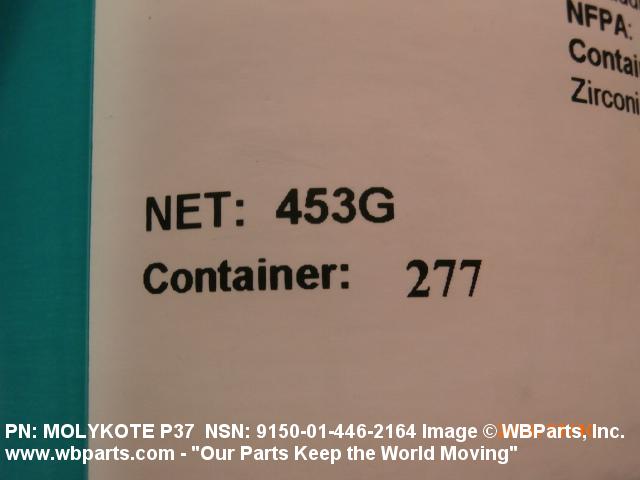 NFPA:
Zirconi
NET: 453G
Container: 277
PN: MOLYKOTE P37 NSN: 9150-01-446-2164 Image © WBParts, Inc.
www.wbparts.com - "Our Parts Keep the World Moving"